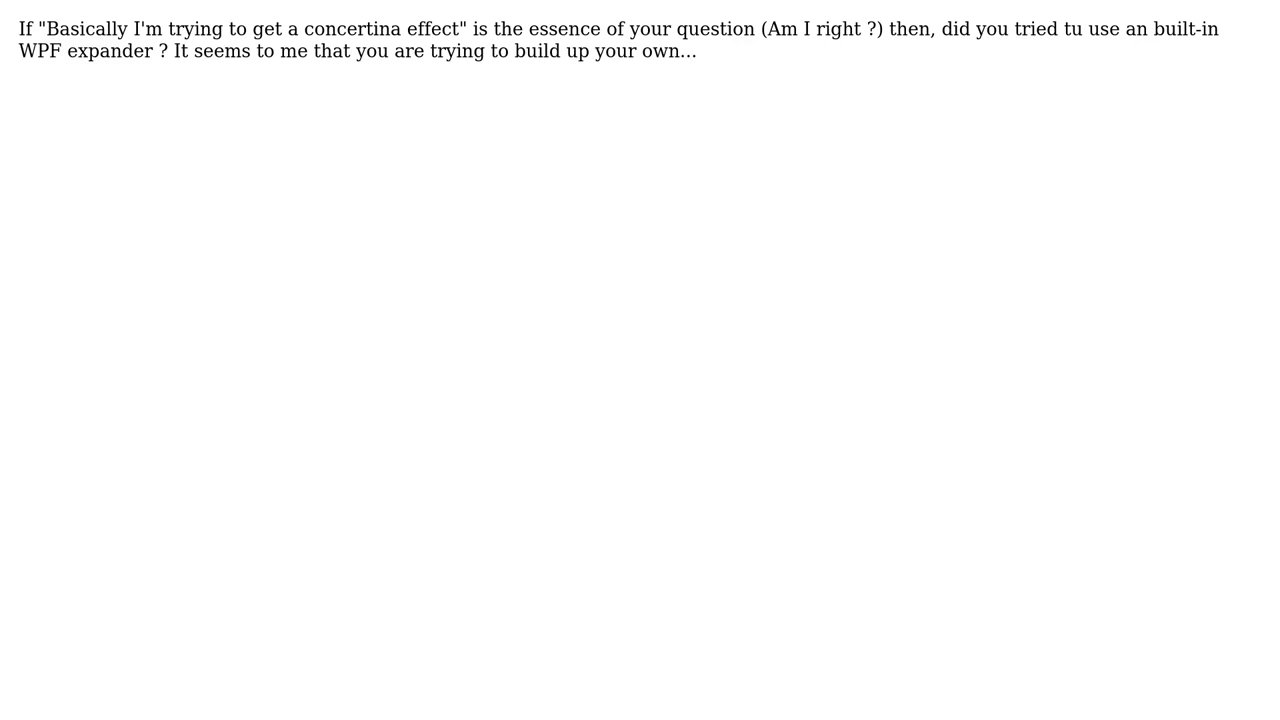 If "Basically I'm trying to get a concertina effect" is the essence of your question (Am I right ?) then, did you tried tu use an built-in
WPF expander ? It seems to me that you are trying to build up your own...